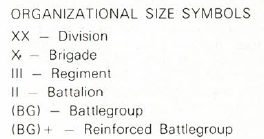 ORGANIZATIONAL SIZE SYMBOLS
XX – Division
X – Brigade
III – Regiment
II – Battalion
(BG) – Battlegroup
(BG)+ – Reinforced Battlegroup